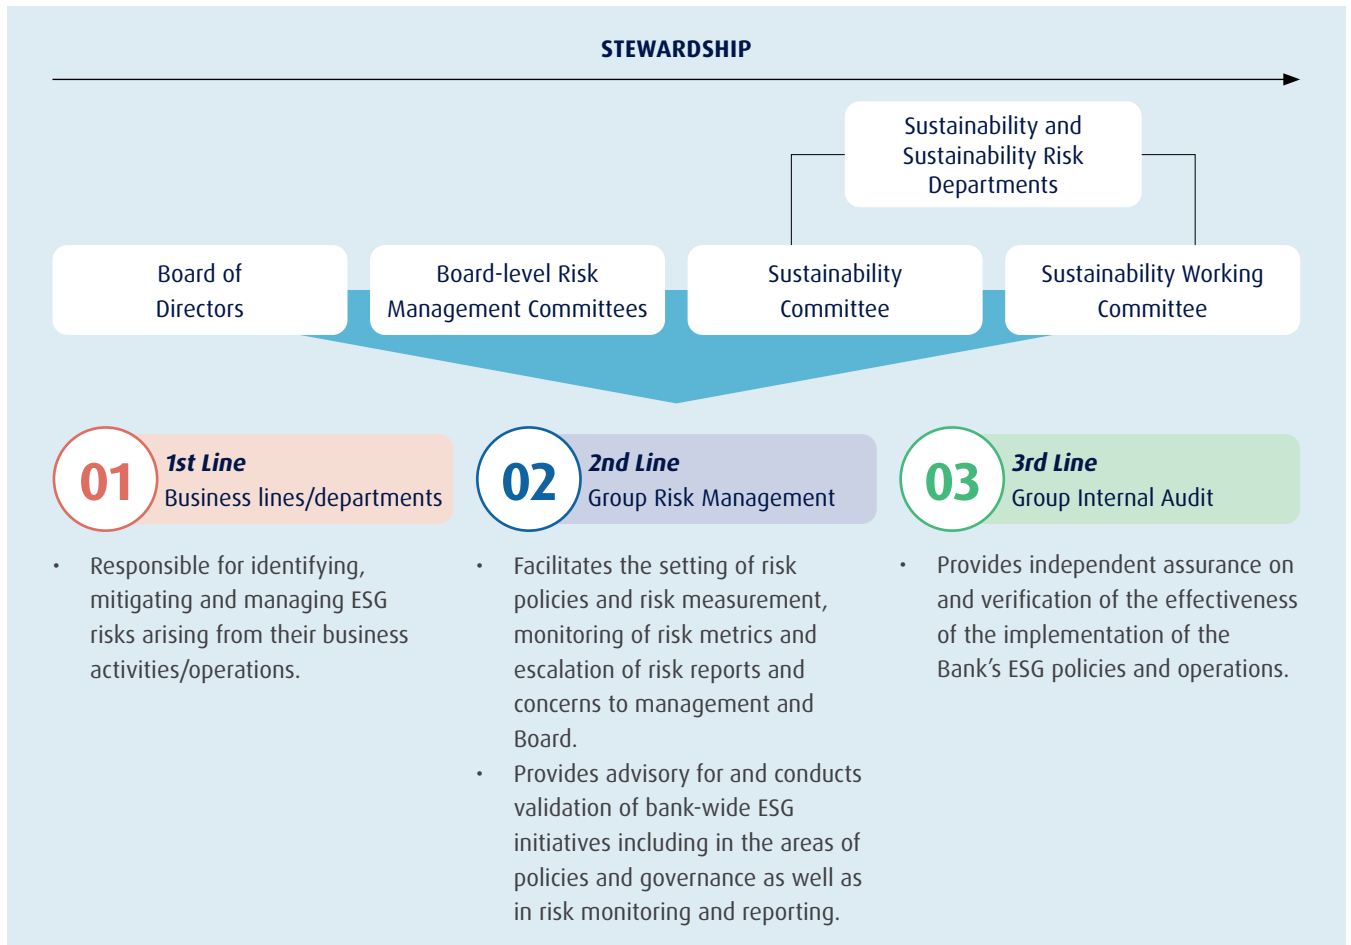 STEWARDSHIP
Sustainability and
Sustainability Risk
Departments
Board of
Directors
Board-level Risk
Management Committees
Sustainability
Committee
Sustainability Working
Committee
01
1st Line
Business lines/departments
• Responsible for identifying,
mitigating and managing ESG
risks arising from their business
activities/operations.
02
2nd Line
Group Risk Management
• Facilitates the setting of risk
policies and risk measurement,
monitoring of risk metrics and
escalation of risk reports and
concerns to management and
Board.
• Provides advisory for and conducts
validation of bank-wide ESG
initiatives including in the areas of
policies and governance as well as
in risk monitoring and reporting.
03
3rd Line
Group Internal Audit
• Provides independent assurance on
and verification of the effectiveness
of the implementation of the
Bank’s ESG policies and operations.